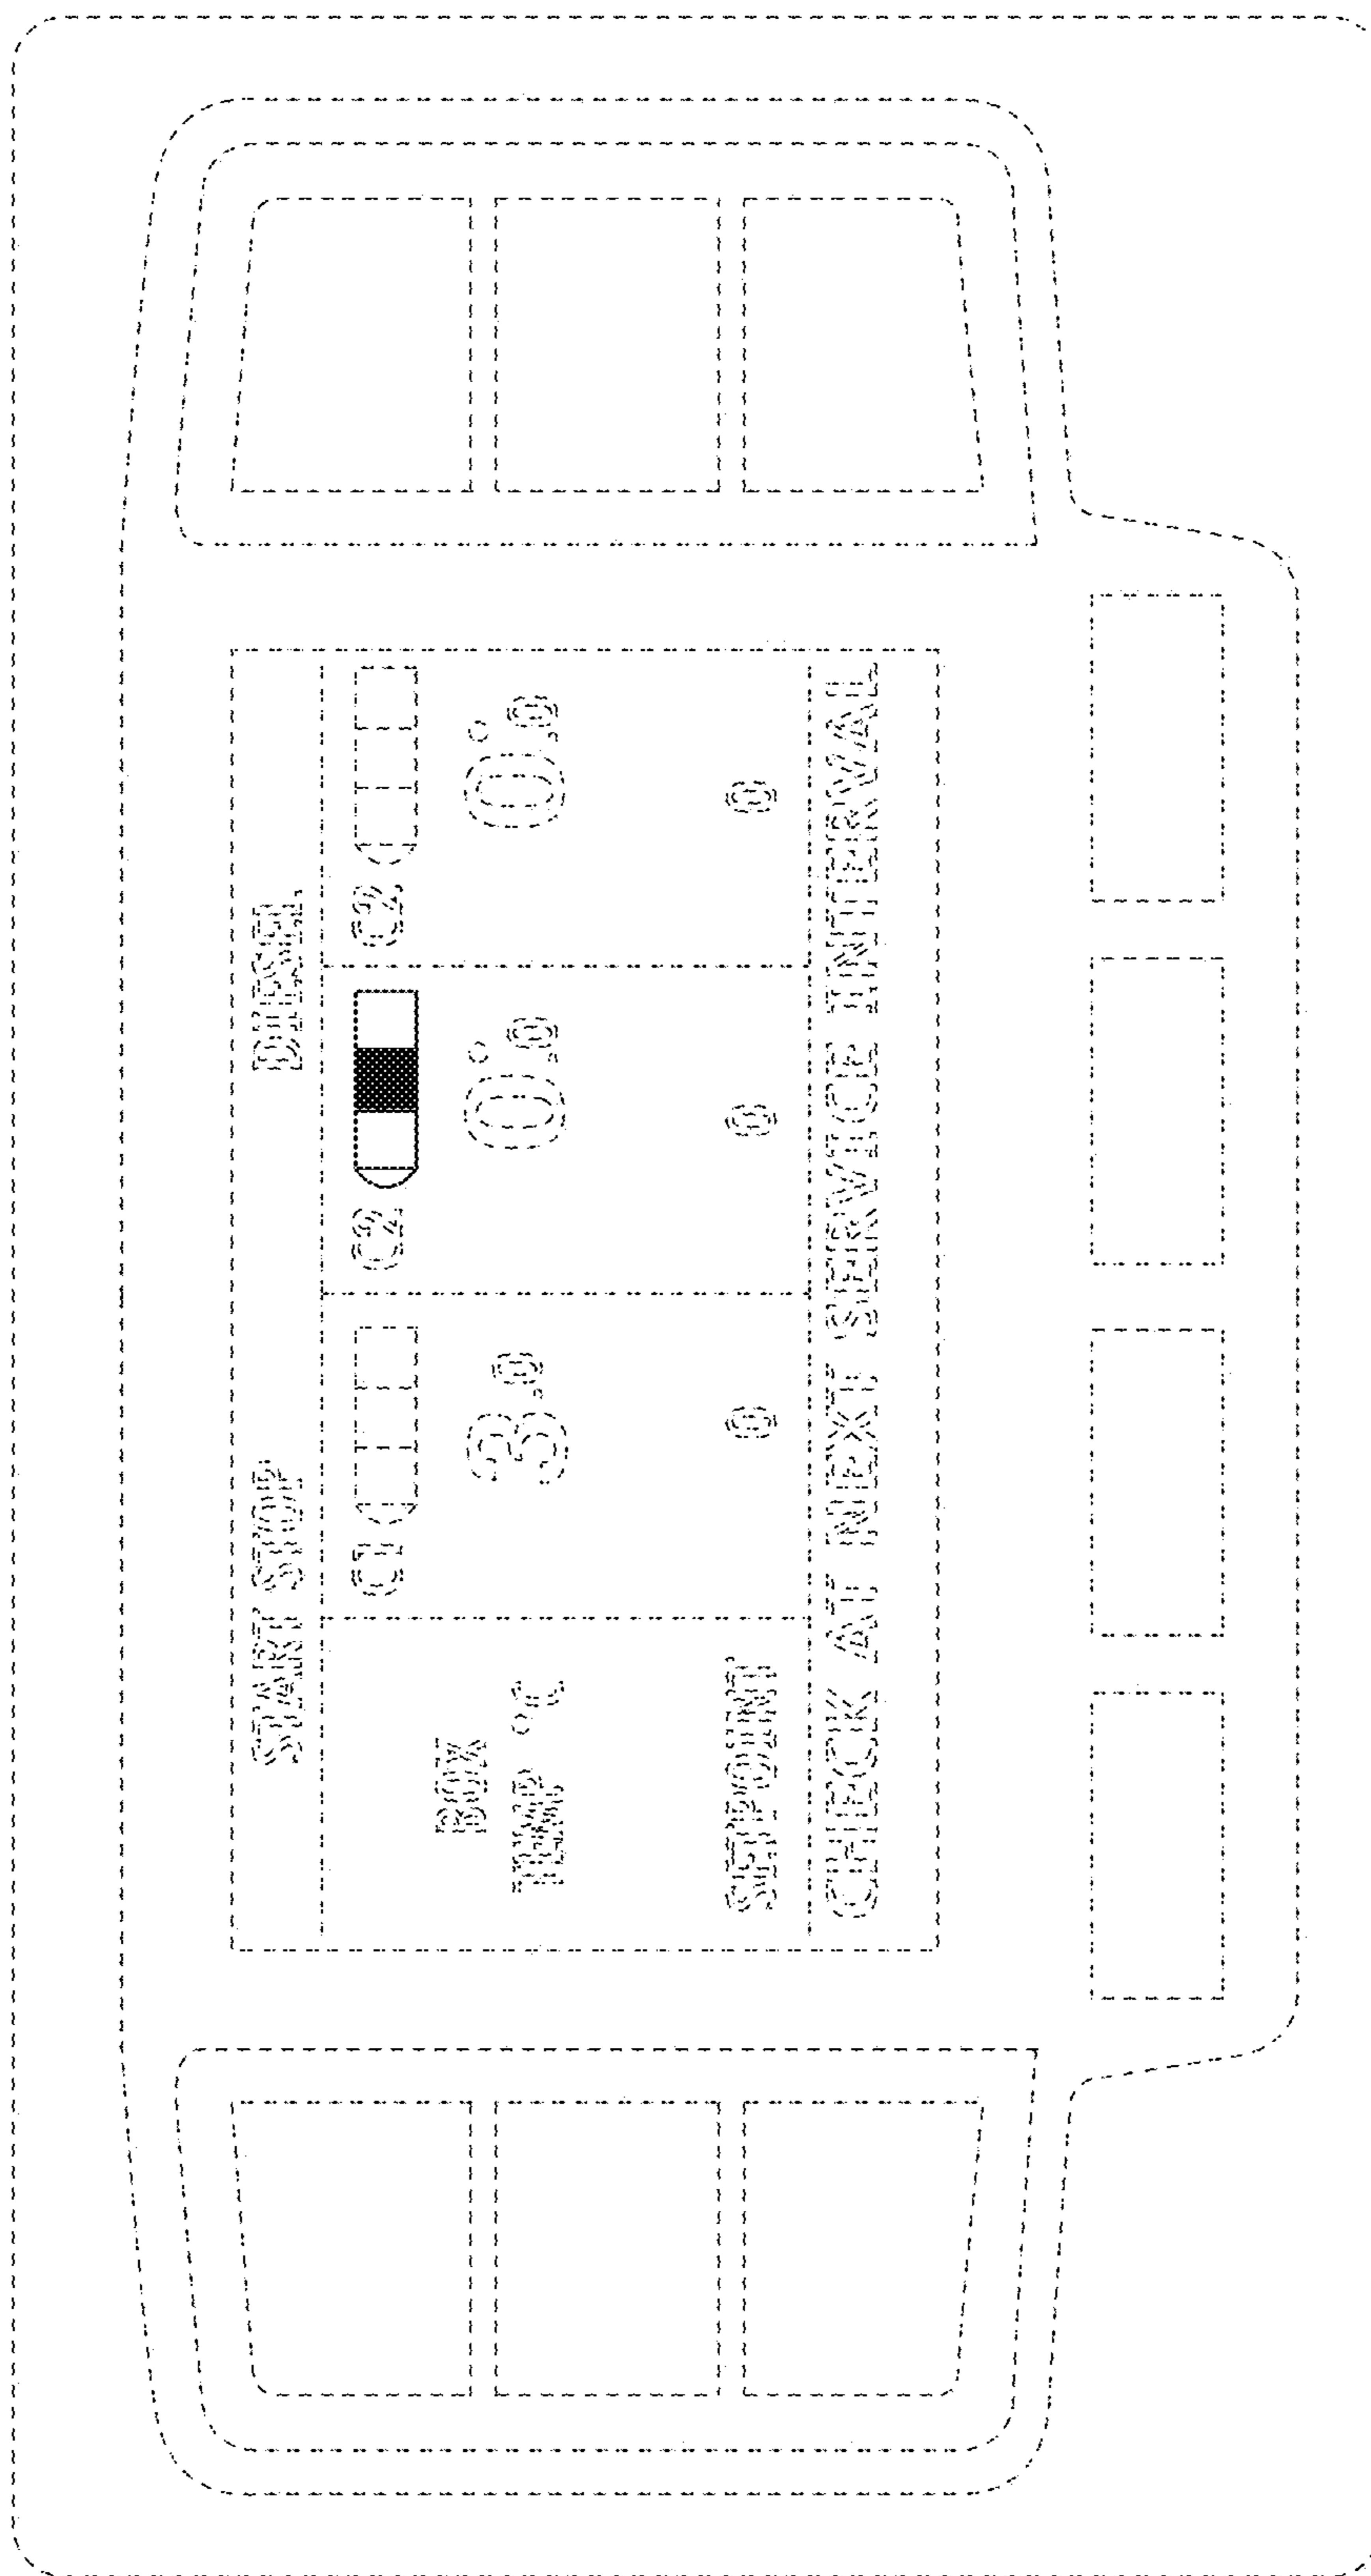 START STOP DIESEL
C1 C2 C2
BOX
TEMP °C 3.0 0°.0 0°.0
SETPOINT 0 0 0
CHECK AT NEXT SERVICE INTERVAL